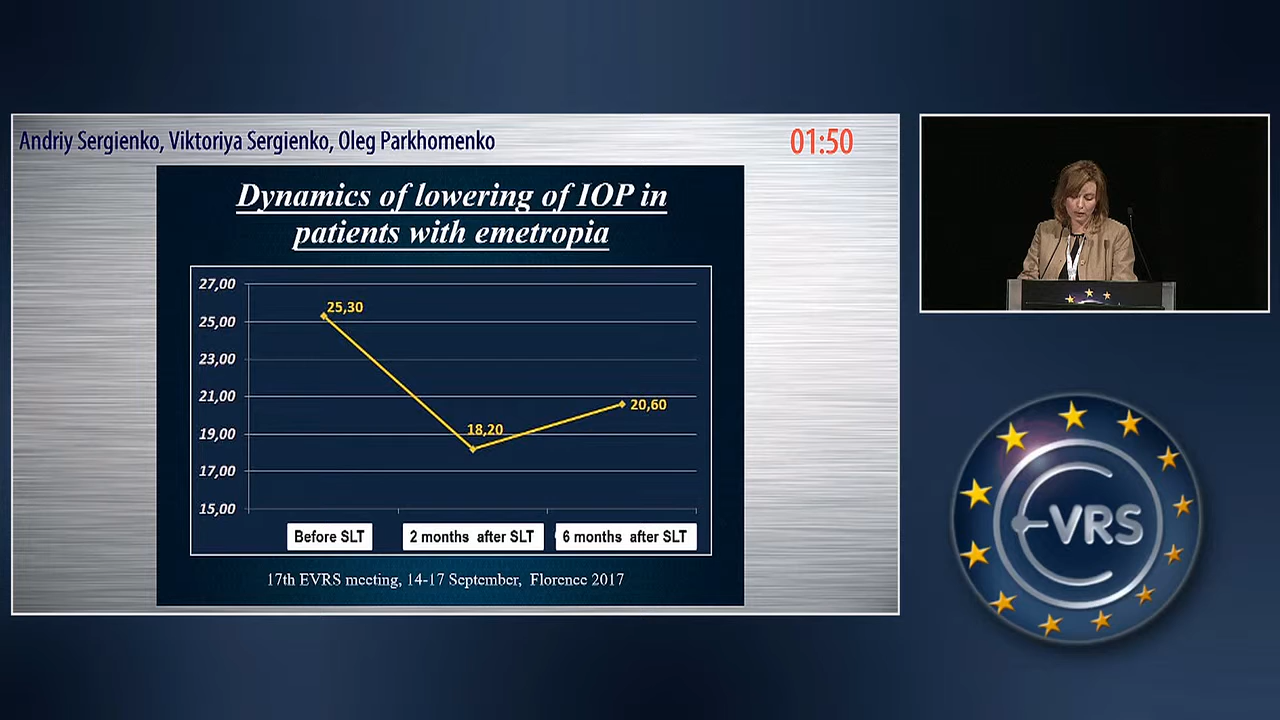 Andriy Sergienko, Viktoriya Sergienko, Oleg Parkhomenko
01:50
Dynamics of lowering of IOP in
patients with emetropia
27,00
25,00
23,00
21,00
19,00
17,00
15,00
25,30
18,20
20,60
Before SLT
2 months after SLT
6 months after SLT
17th EVRS meeting, 14-17 September, Florence 2017
EVRS